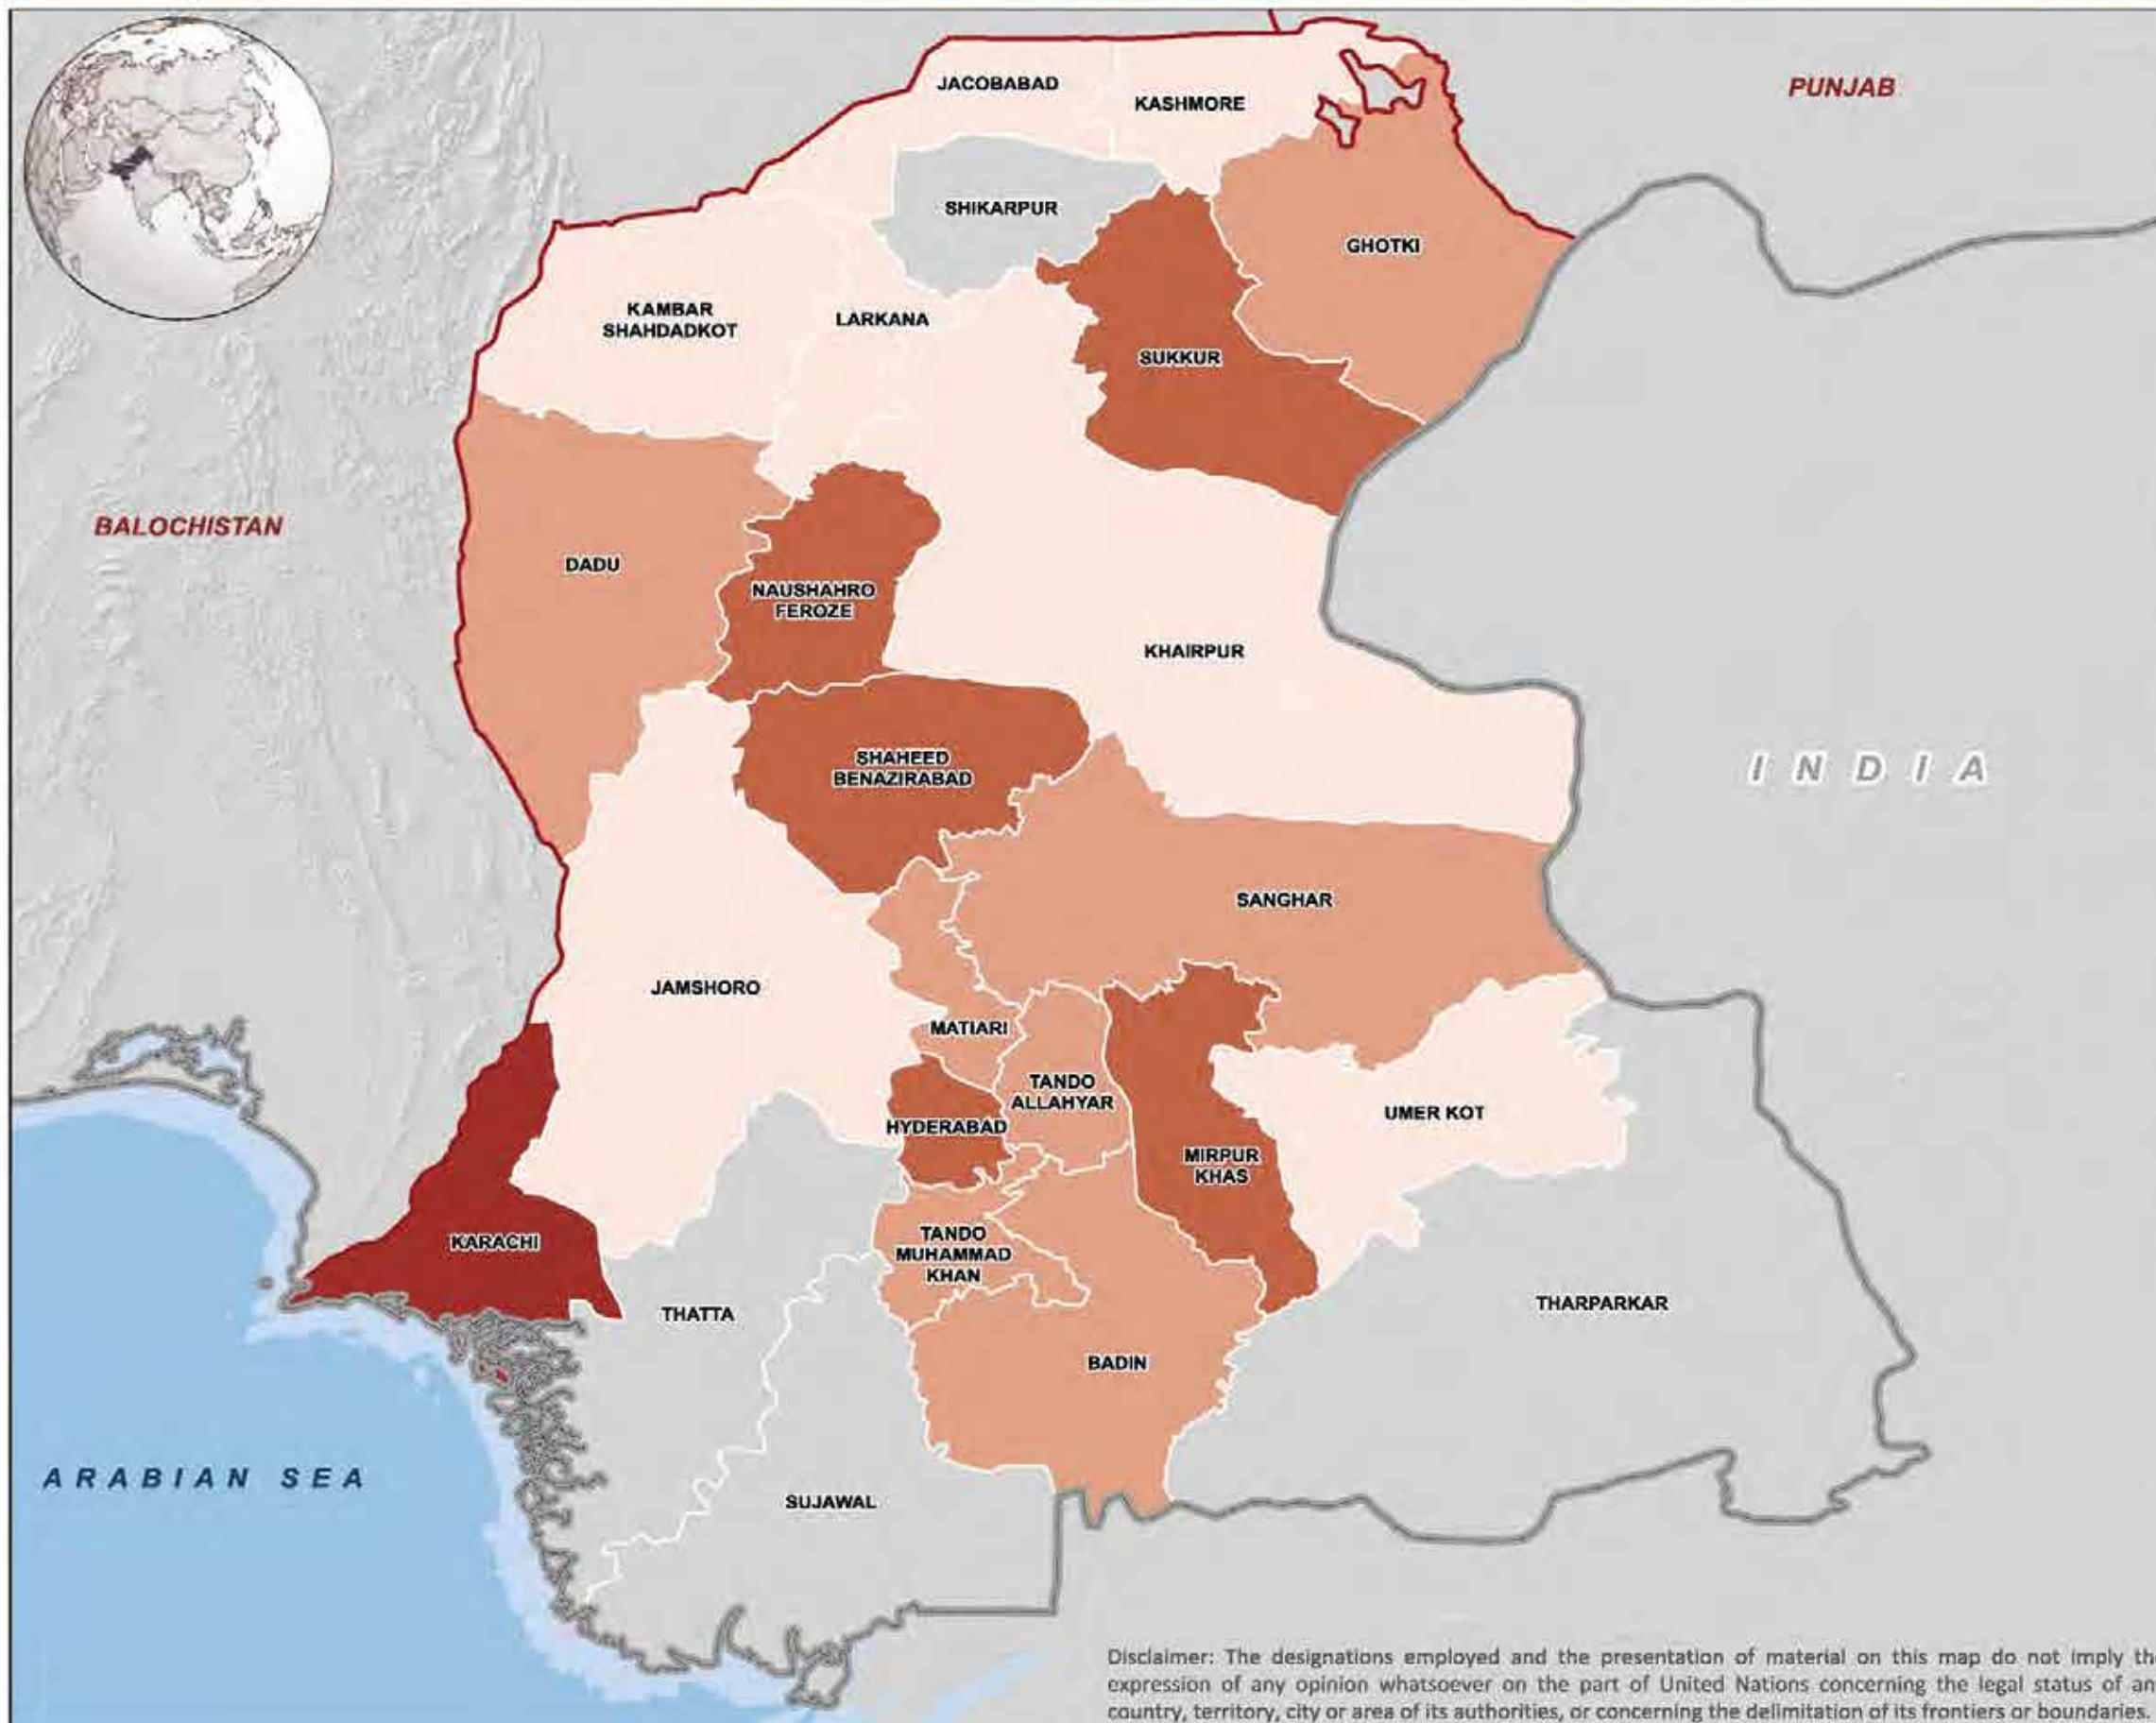 PUNJAB
JACOBABAD
KASHMORE
SHIKARPUR
GHOTKI
KAMBAR
SHAHDADKOT
LARKANA
SUKKUR
BALOCHISTAN
DADU
NAUSHAHRO
FEROZE
KHAIRPUR
SHAHEED
BENAZIRABAD
INDIA
SANGHAR
JAMSHORO
MATIARI
TANDO
ALLAHYAR
HYDERABAD
UMER KOT
MIRPUR
KHAS
KARACHI
TANDO
MUHAMMAD
KHAN
THATTA
THARPARKAR
BADIN
ARABIAN SEA
SUJAWAL
Disclaimer: The designations employed and the presentation of material on this map do not imply the
expression of any opinion whatsoever on the part of United Nations concerning the legal status of an
country, territory, city or area of its authorities, or concerning the delimitation of its frontiers or boundaries.